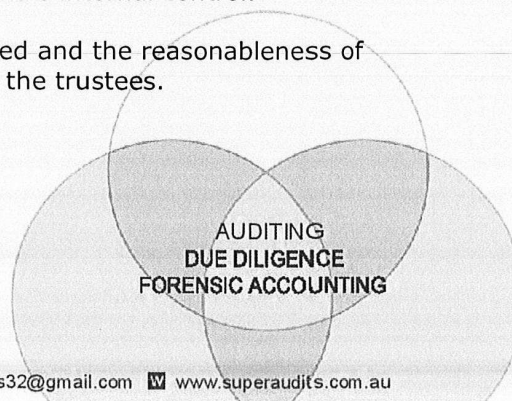 ed and the reasonableness of
the trustees.
AUDITING
DUE DILIGENCE
FORENSIC ACCOUNTING
s32@gmail.com W www.superaudits.com.au